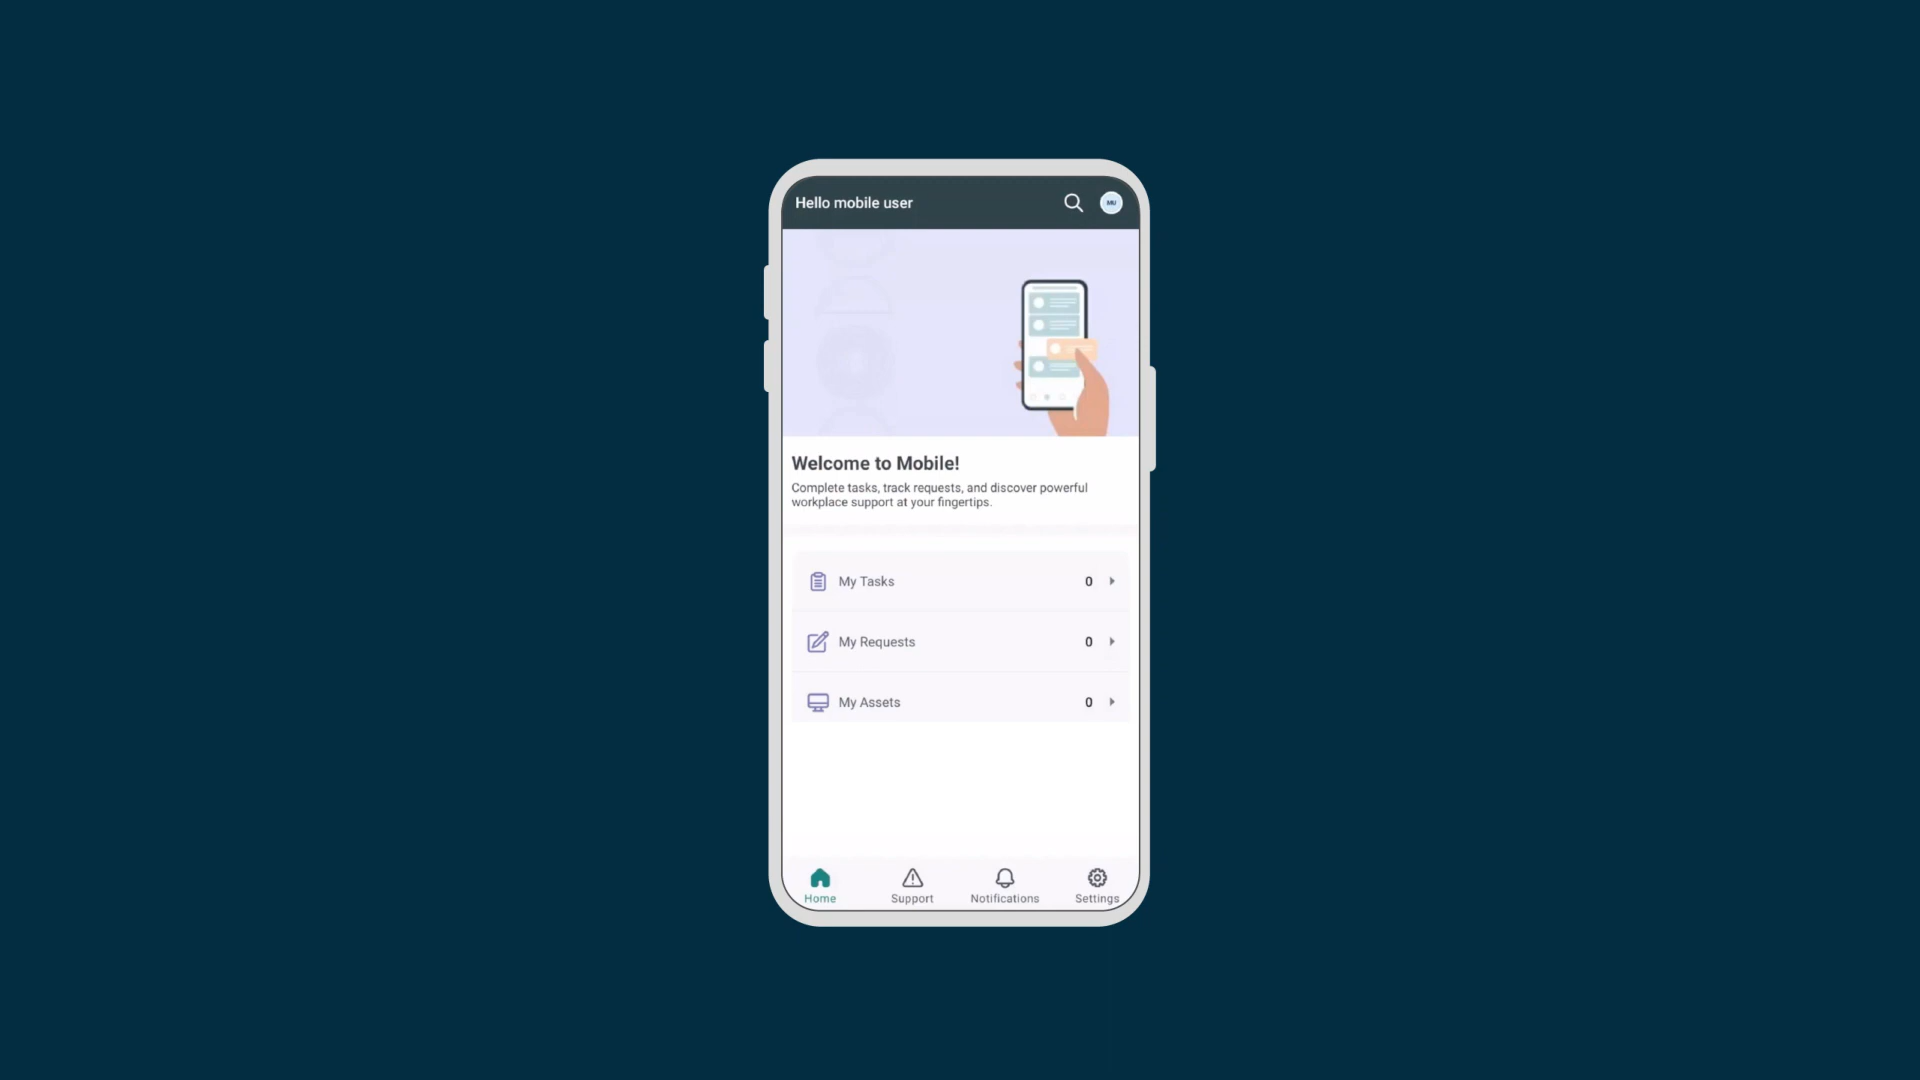 Hello mobile user
MU
Welcome to Mobile!
Complete tasks, track requests, and discover powerful
workplace support at your fingertips.
My Tasks 0
My Requests 0
My Assets 0
Home Support Notifications Settings